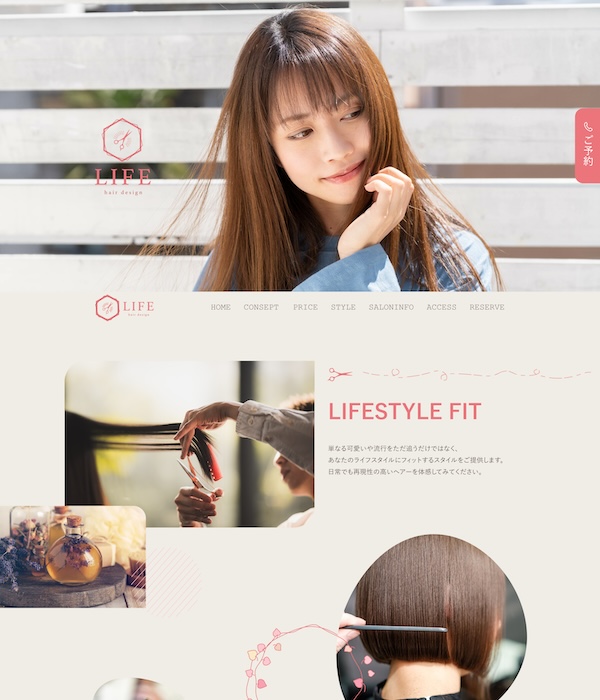 LIFE
hair design
ご予約
LIFE
hair design
HOME CONSEPT PRICE STYLE SALONINFO ACCESS RESERVE
LIFESTYLE FIT
単なる可愛いや流行をただ追うだけではなく、
あなたのライフスタイルにフィットするスタイルをご提供します。
日常でも再現性の高いヘアーを体感してみてください。